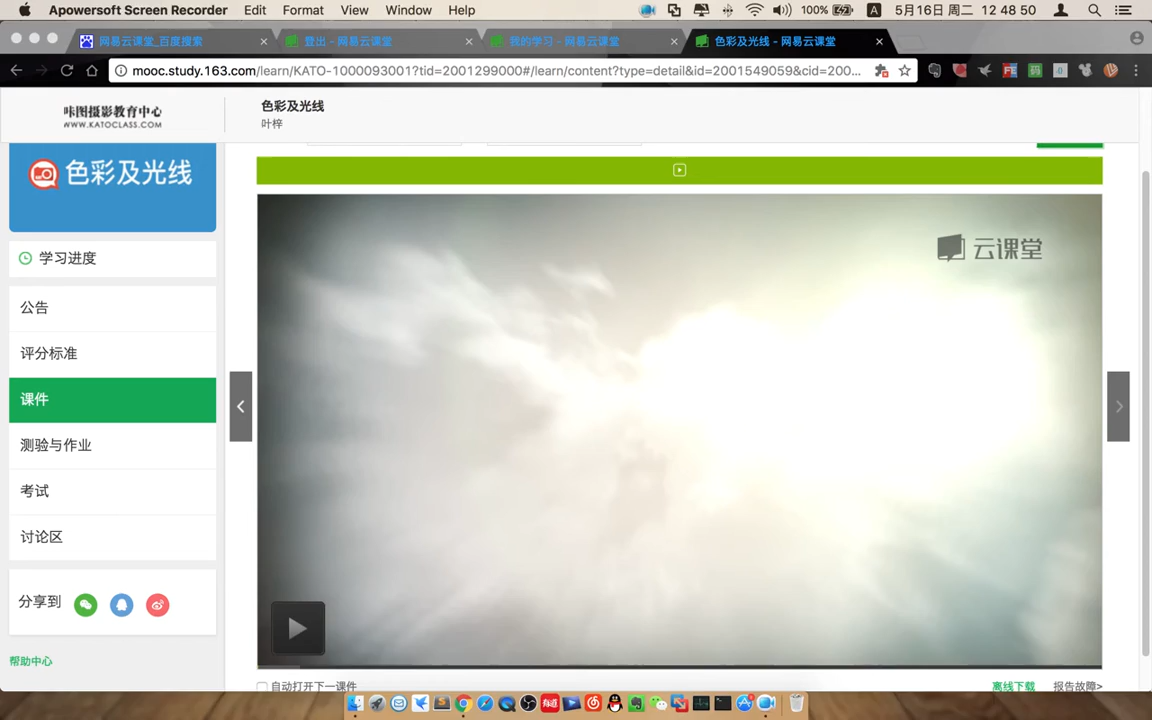 Apowersoft Screen Recorder Edit Format View Window Help 100% A 5月16日 周二 12 48 50
网易云课堂_百度搜索 登出 - 网易云课堂 我的学习 - 网易云课堂 色彩及光线 - 网易云课堂
mooc.study.163.com/learn/KATO-1000093001?tid=2001299000#/learn/content?type=detail&id=2001549059&cid=200...
咔图摄影教育中心
WWW.KATOCLASS.COM
色彩及光线
叶梓
色彩及光线
云课堂
学习进度
公告
评分标准
课件
测验与作业
考试
讨论区
分享到
帮助中心
自动打开下一课件
离线下载 报告故障>